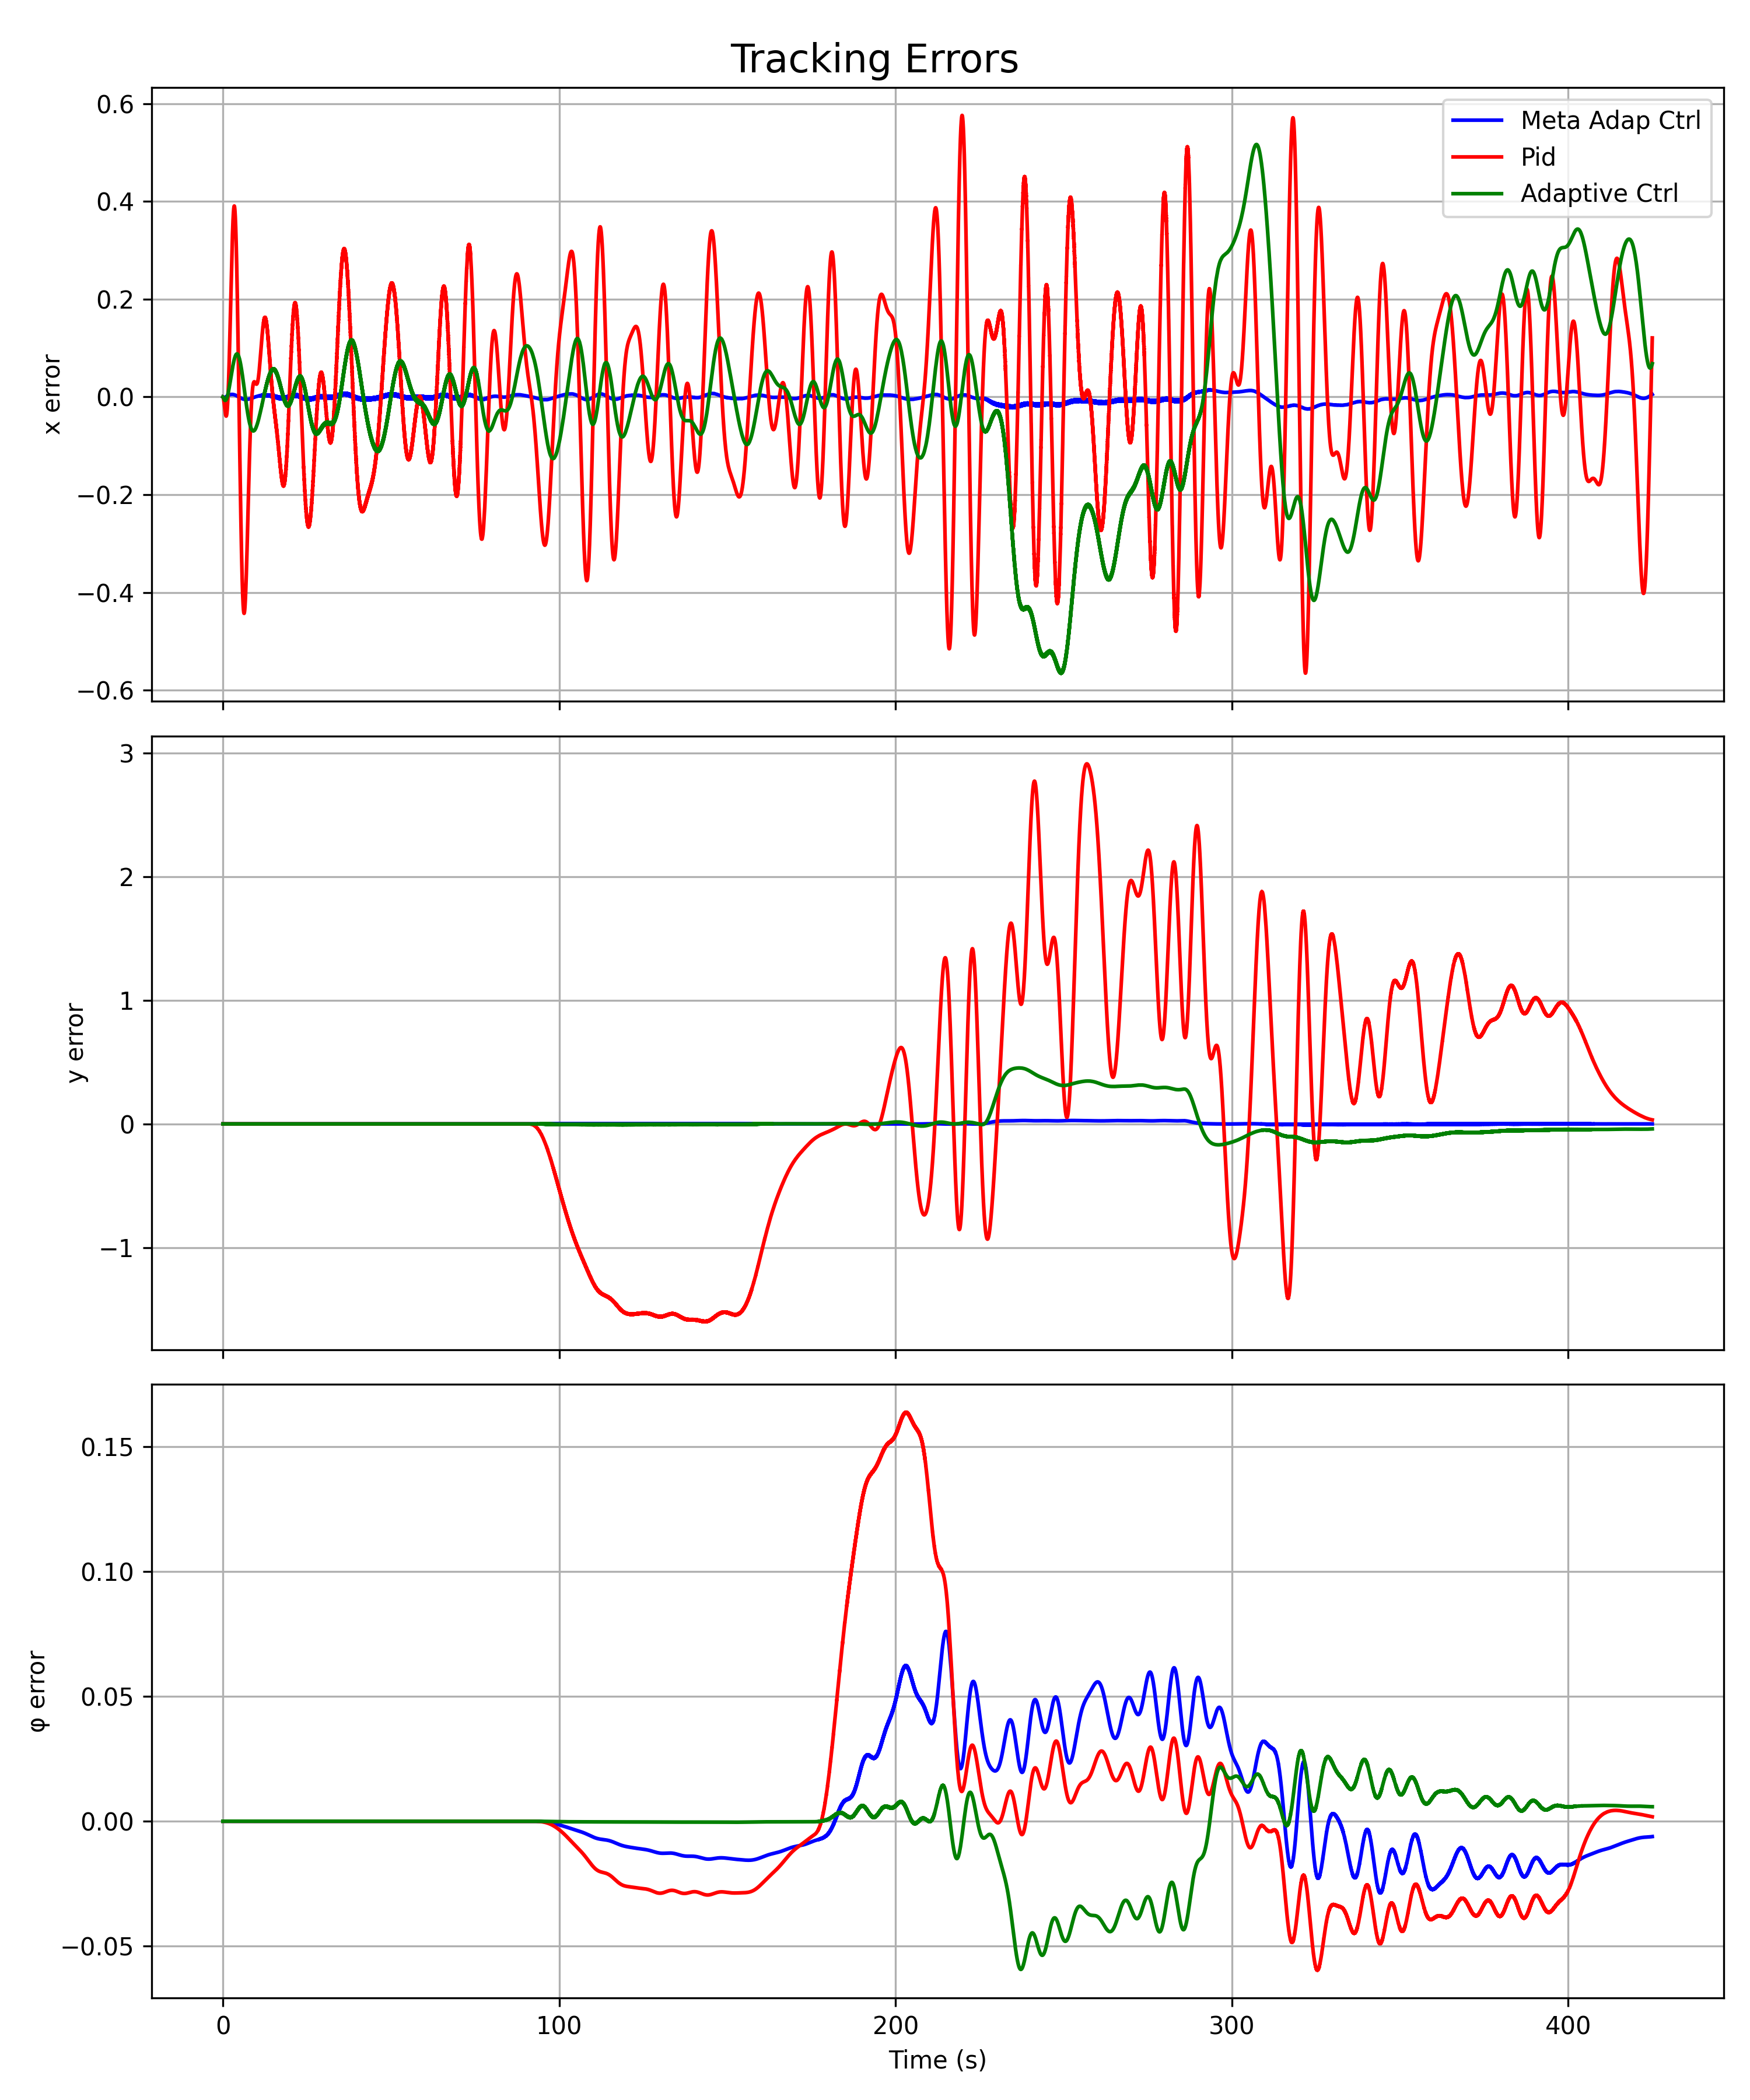 Tracking Errors
0.6
0.4
0.2
0.0
−0.2
−0.4
−0.6
x error
Meta Adap Ctrl
Pid
Adaptive Ctrl
3
2
1
0
−1
y error
0.15
0.10
0.05
0.00
−0.05
φ error
0 100 200 300 400
Time (s)